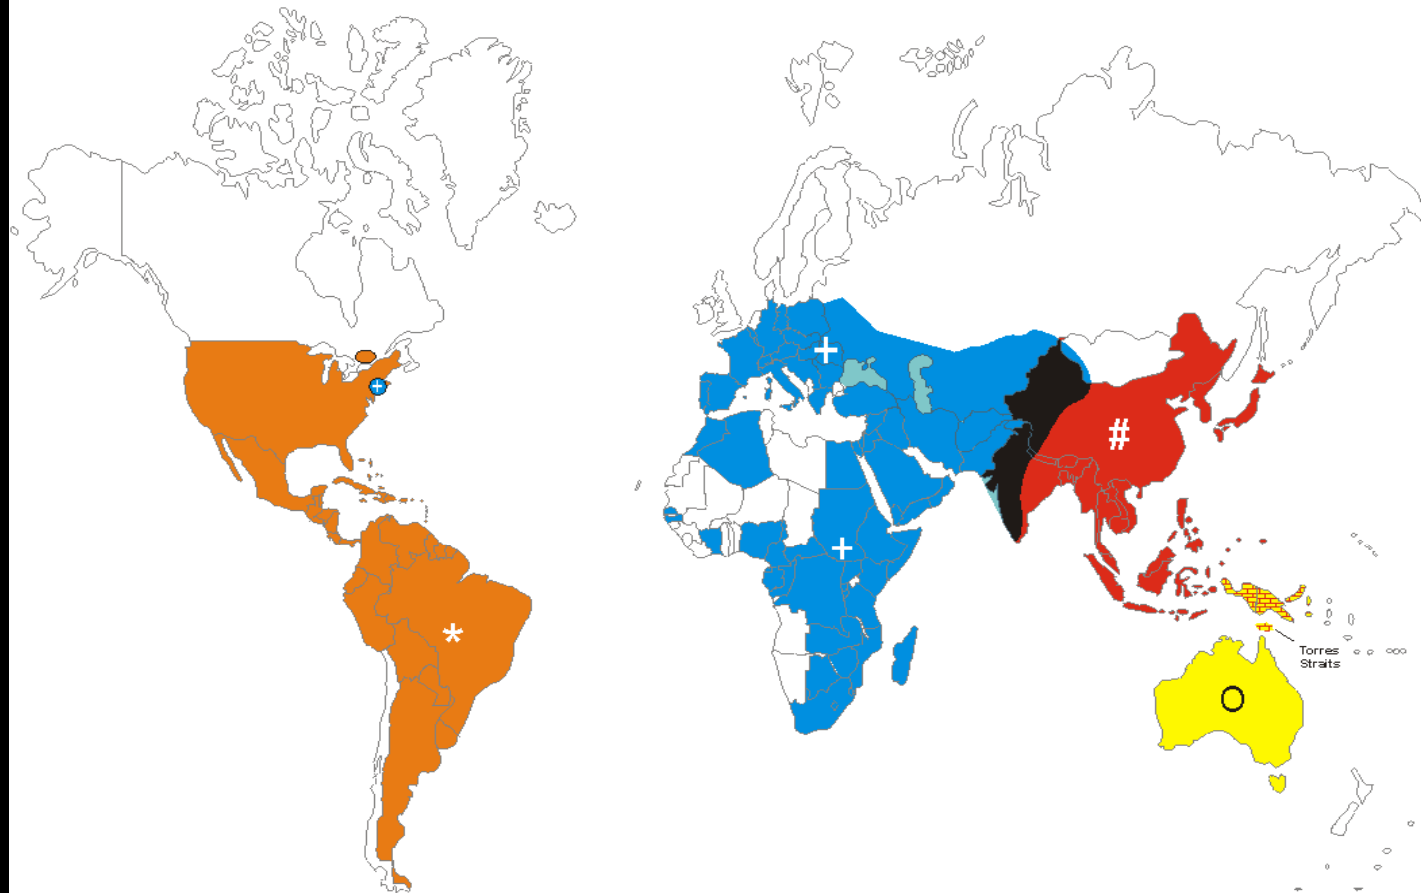 +
+
+
#
*
Torres
Straits
O